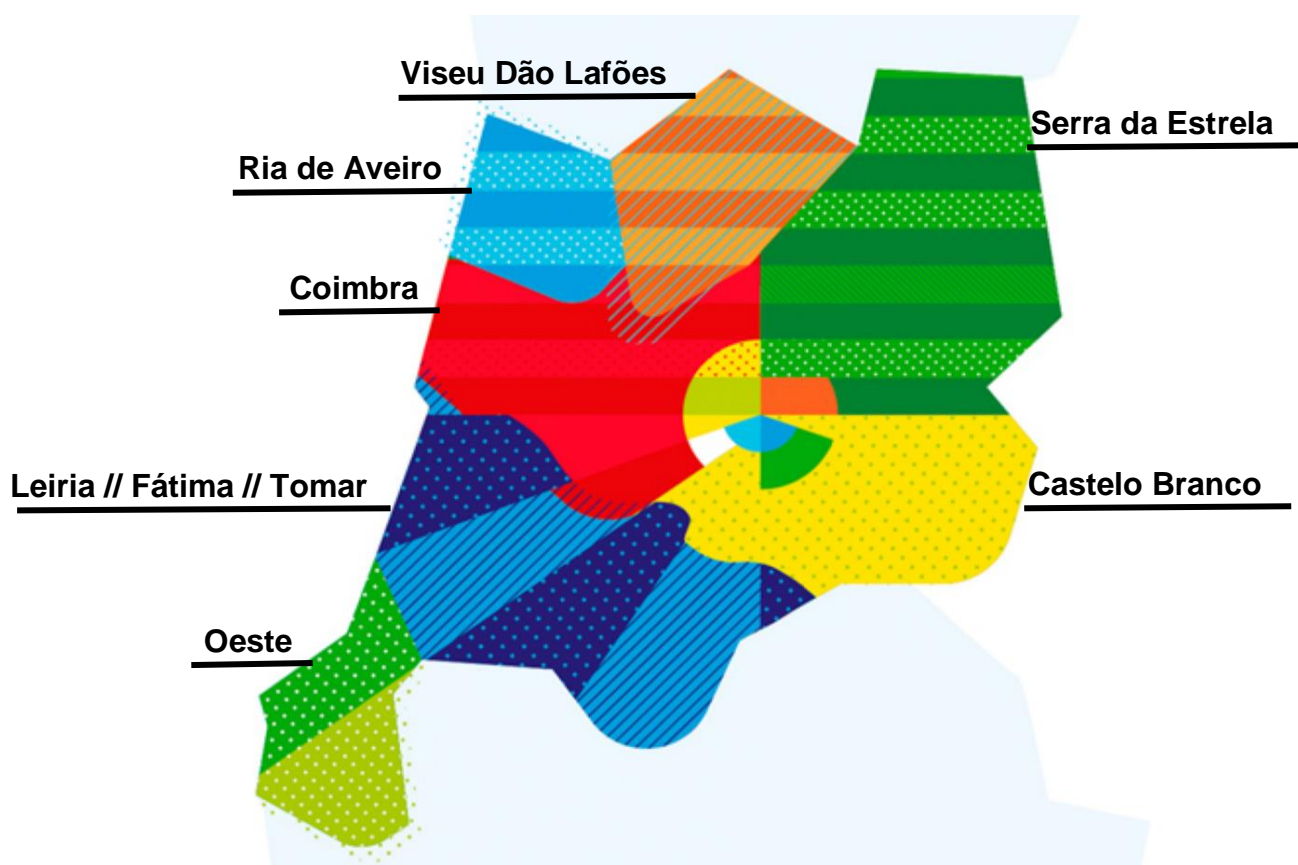 Viseu Dão Lafões
Serra da Estrela
Ria de Aveiro
Coimbra
Leiria // Fátima // Tomar
Castelo Branco
Oeste